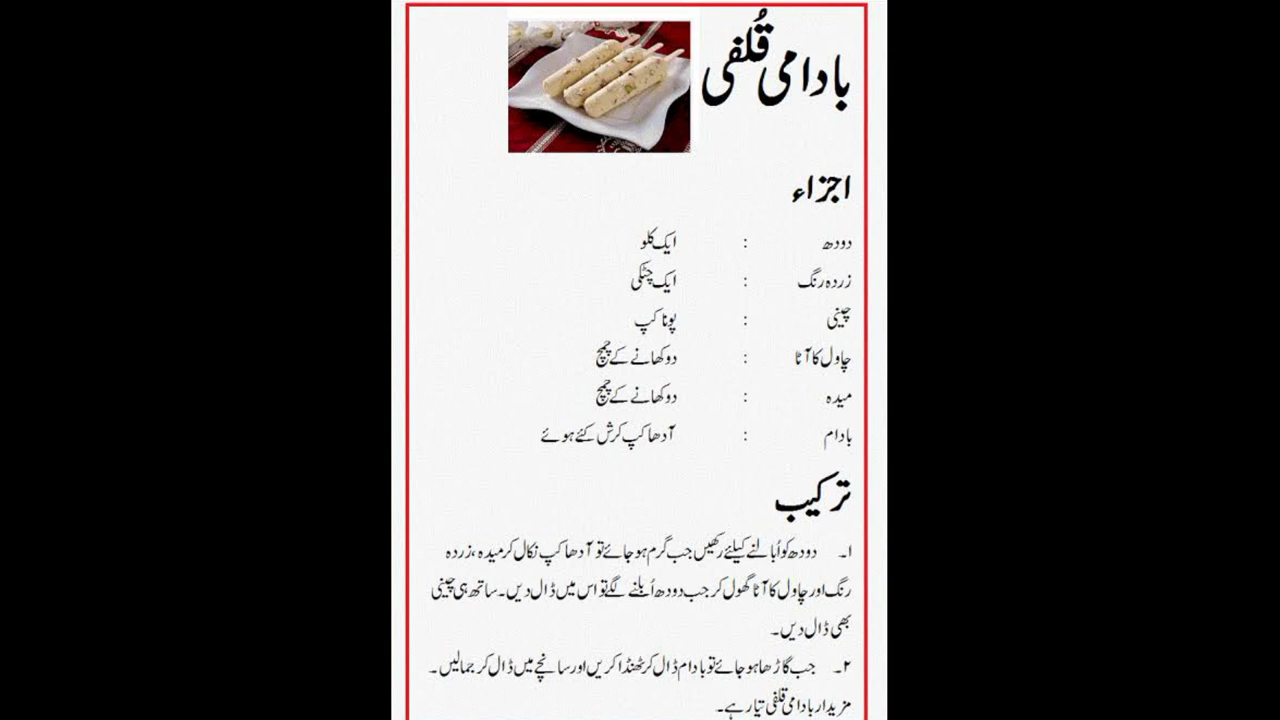 بادامی قُلفی
اجزاء
دودھ : ایک کلو
زردہ رنگ : ایک چٹکی
چینی : پونا کپ
چاول کا آٹا : دو کھانے کے چمچ
میدہ : دو کھانے کے چمچ
بادام : آدھا کپ کرش کئے ہوئے
ترکیب
۱۔ دودھ کو اُبالنے کیلئے رکھیں جب گرم ہو جائے تو آدھا کپ نکال کر میدہ، زردہ
رنگ اور چاول کا آٹا گھول کر جب دودھ اُبلنے لگے تو اس میں ڈال دیں۔ ساتھ ہی چینی
بھی ڈال دیں۔
۲۔ جب گاڑھا ہو جائے تو بادام ڈال کر ٹھنڈا کریں اور سانچے میں ڈال کر جمالیں۔
مزیدار بادامی قلفی تیار ہے۔